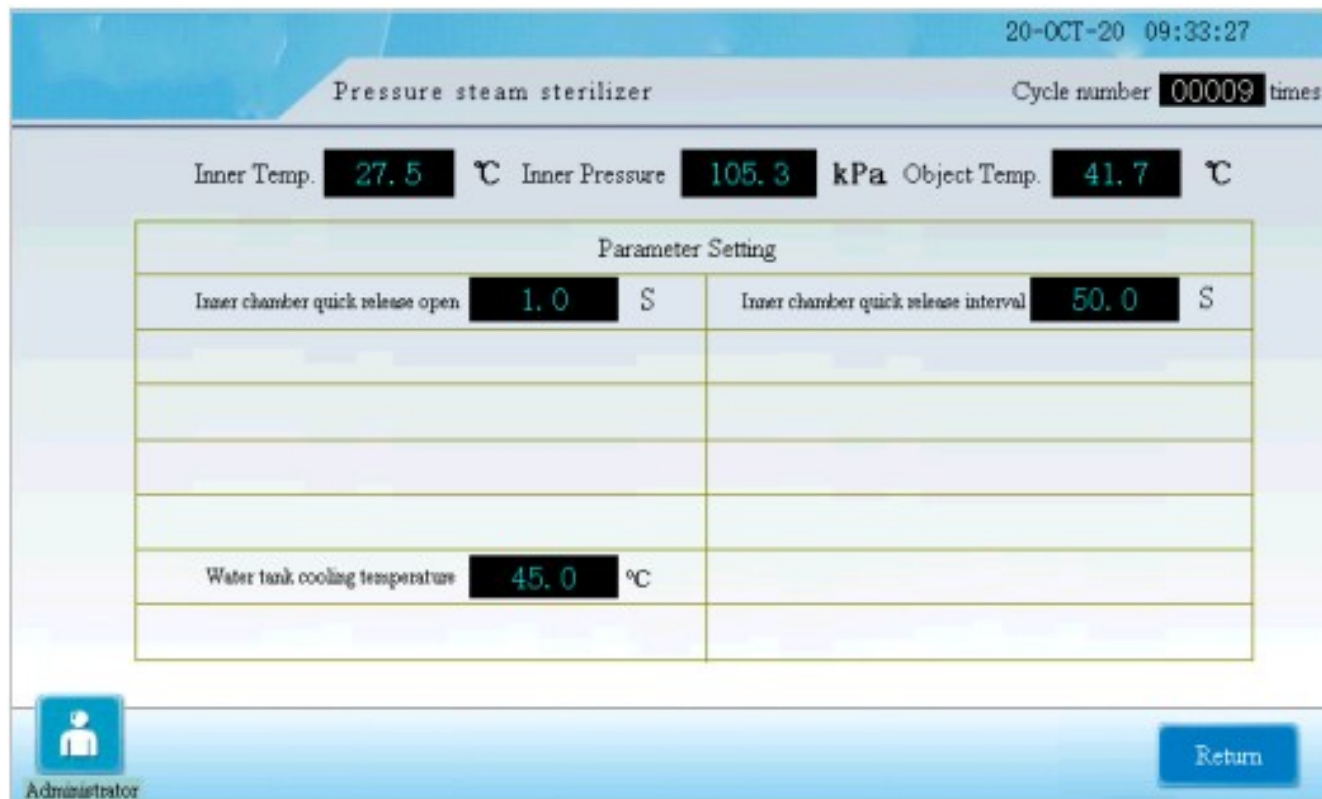 20-OCT-20 09:33:27
Pressure steam sterilizer Cycle number 00009 times
Inner Temp. 27.5 ℃ Inner Pressure 105.3 kPa Object Temp. 41.7 ℃
Parameter Setting
Inner chamber quick release open 1.0 S Inner chamber quick release interval 50.0 S
Water tank cooling temperature 45.0 ℃
Return
Administrator